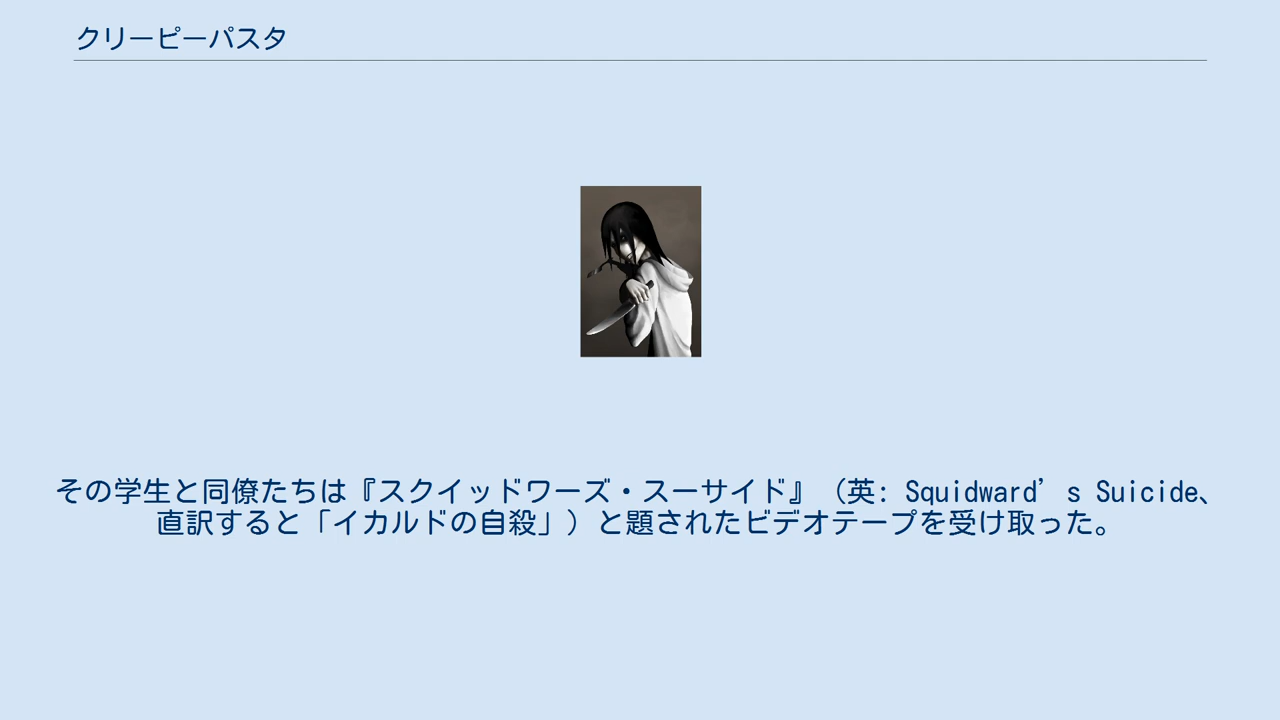 クリーピーパスタ
その学生と同僚たちは『スクイッドワーズ・スーサイド』（英: Squidward’s Suicide、
直訳すると「イカルドの自殺」）と題されたビデオテープを受け取った。